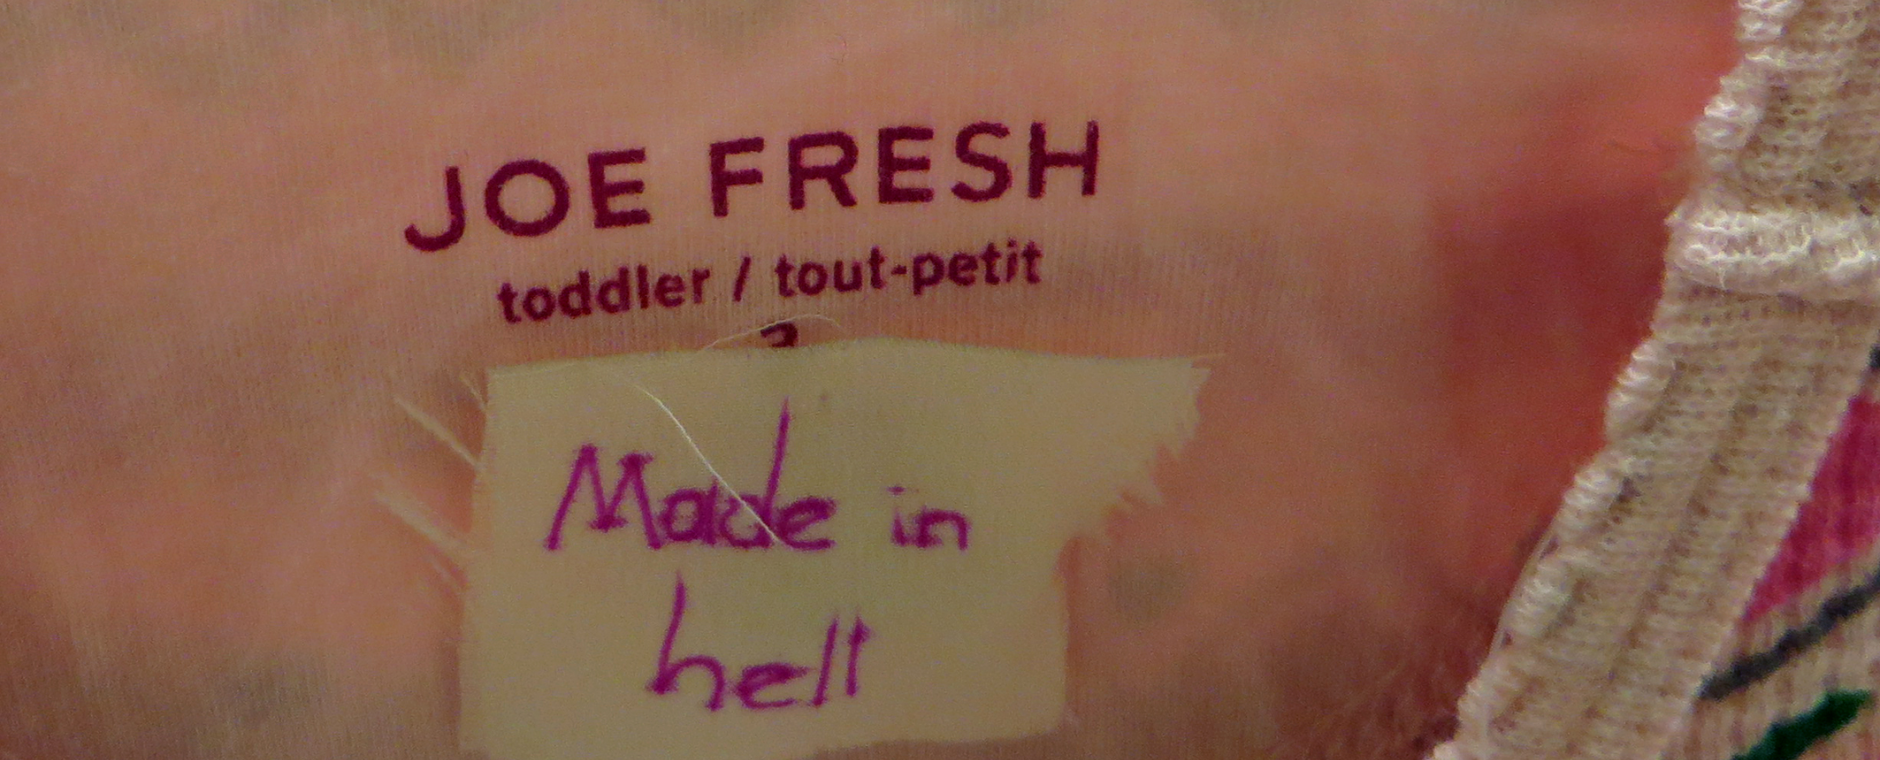 JOE FRESH
toddler / tout-petit
Made in
hell